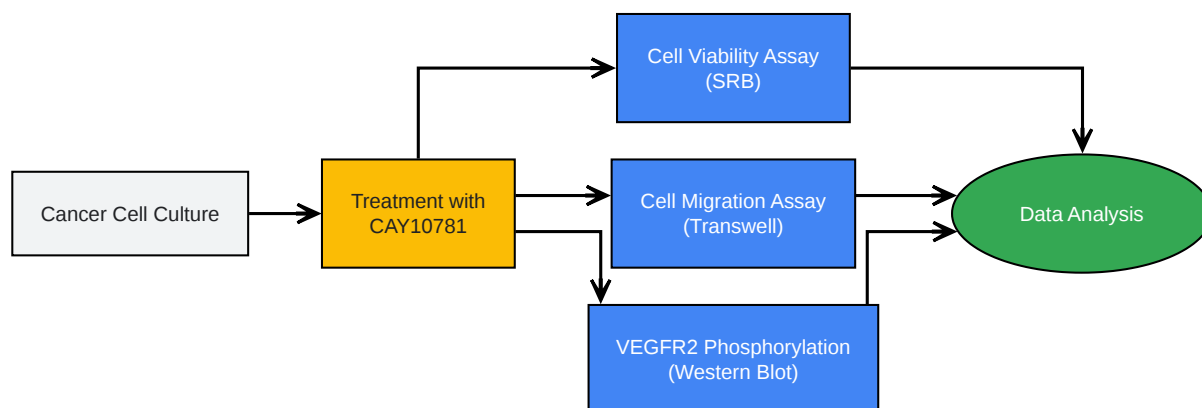 Cancer Cell Culture
Treatment with
CAY10781
Cell Viability Assay
(SRB)
Cell Migration Assay
(Transwell)
VEGFR2 Phosphorylation
(Western Blot)
Data Analysis